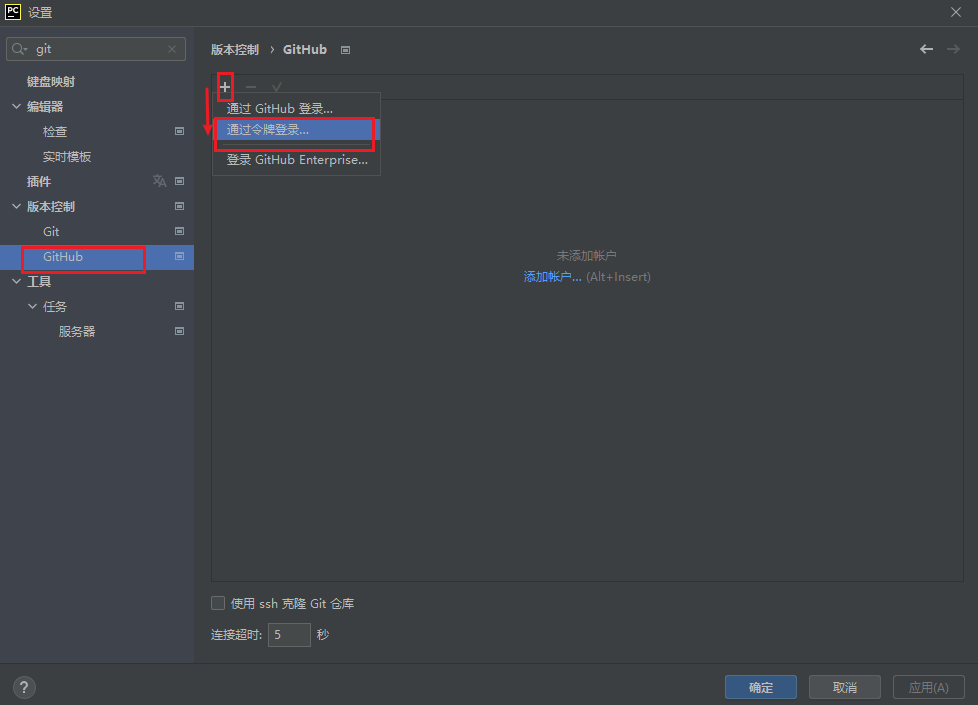 PC 设置
git
键盘映射
编辑器
检查
实时模板
插件
版本控制
Git
GitHub
工具
任务
服务器
版本控制 › GitHub
通过 GitHub 登录...
通过令牌登录...
登录 GitHub Enterprise...
未添加帐户
添加帐户... (Alt+Insert)
使用 ssh 克隆 Git 仓库
连接超时: 5 秒
?
确定
取消
应用(A)